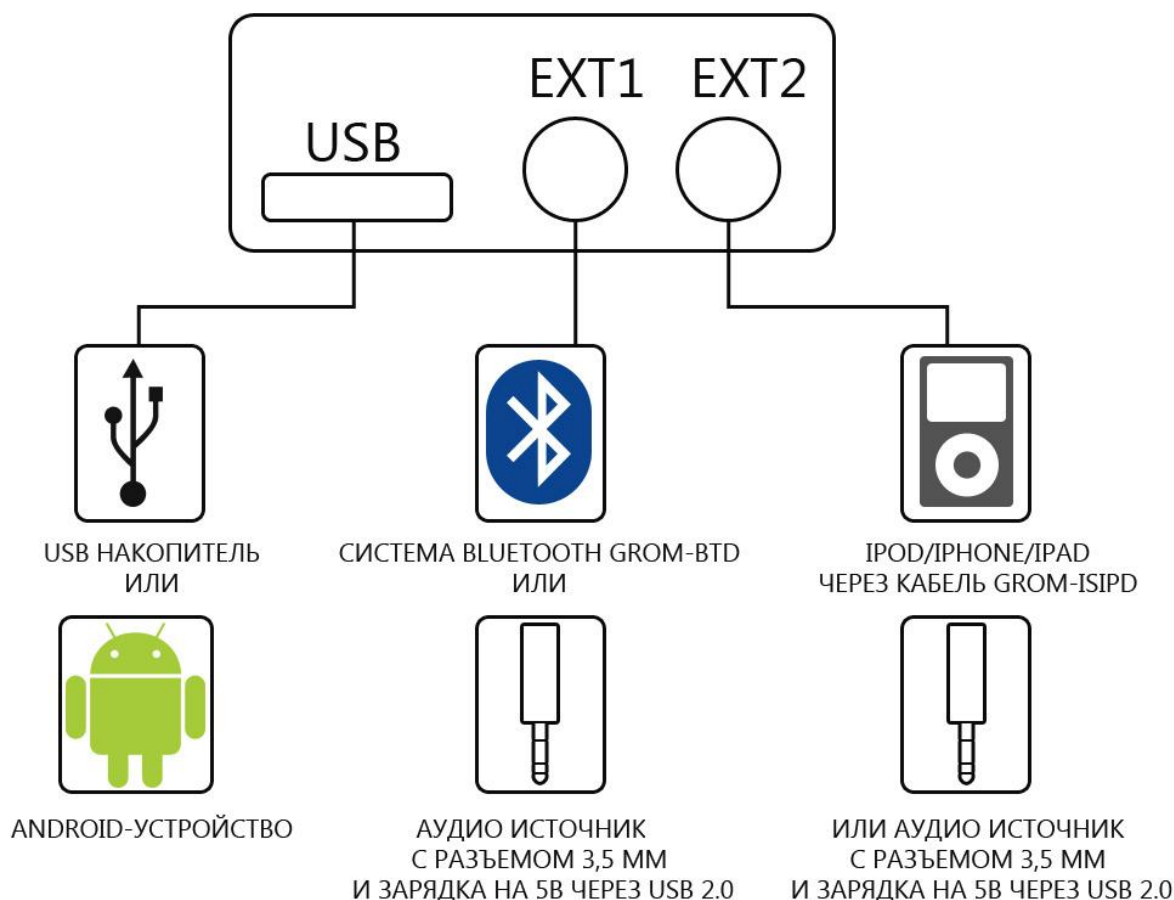 USB
EXT1
EXT2
USB НАКОПИТЕЛЬ
ИЛИ
СИСТЕМА BLUETOOTH GROM-BTD
ИЛИ
IPOD/IPHONE/IPAD
ЧЕРЕЗ КАБЕЛЬ GROM-ISIPD
ANDROID-УСТРОЙСТВО
АУДИО ИСТОЧНИК
С РАЗЪЕМОМ 3,5 ММ
И ЗАРЯДКА НА 5В ЧЕРЕЗ USB 2.0
ИЛИ АУДИО ИСТОЧНИК
С РАЗЪЕМОМ 3,5 ММ
И ЗАРЯДКА НА 5В ЧЕРЕЗ USB 2.0